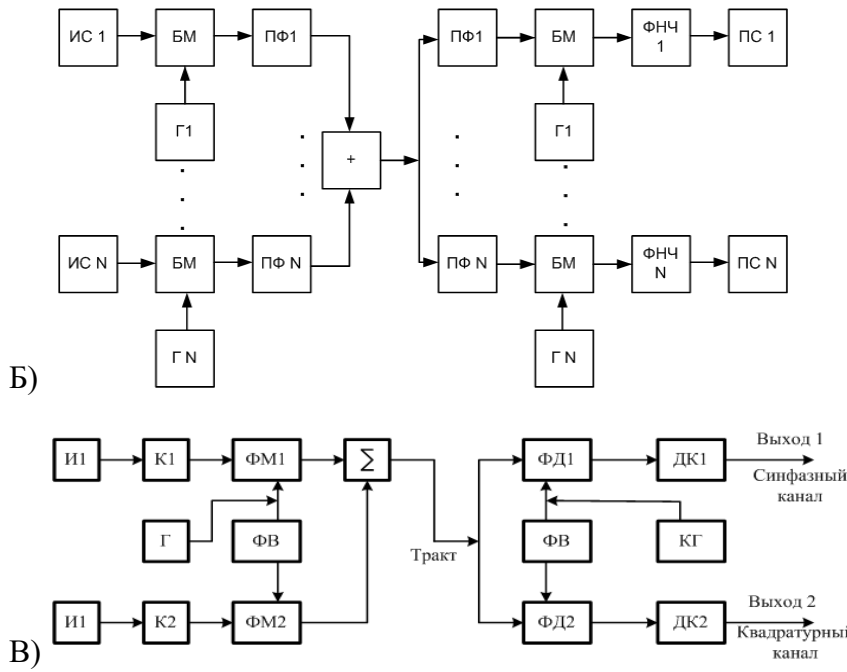 ИС 1 БМ ПФ1 ПФ1 БМ ФНЧ 1 ПС 1
Г1 Г1
+
ИС N БМ ПФ N ПФ N БМ ФНЧ N ПС N
Г N Г N
Б)
И1 К1 ФМ1 ∑ ФД1 ДК1 Выход 1
Синфазный
канал
Г ФВ Тракт ФВ КГ
И1 К2 ФМ2 ФД2 ДК2 Выход 2
Квадратурный
канал
В)